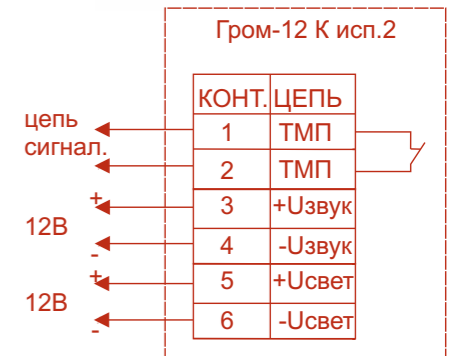 Гром-12 К исп.2
КОНТ. ЦЕПЬ
цепь
сигнал.
1 ТМП
2 ТМП
+ 3 +Uзвук
12В
- 4 -Uзвук
+ 5 +Uсвет
12В
- 6 -Uсвет